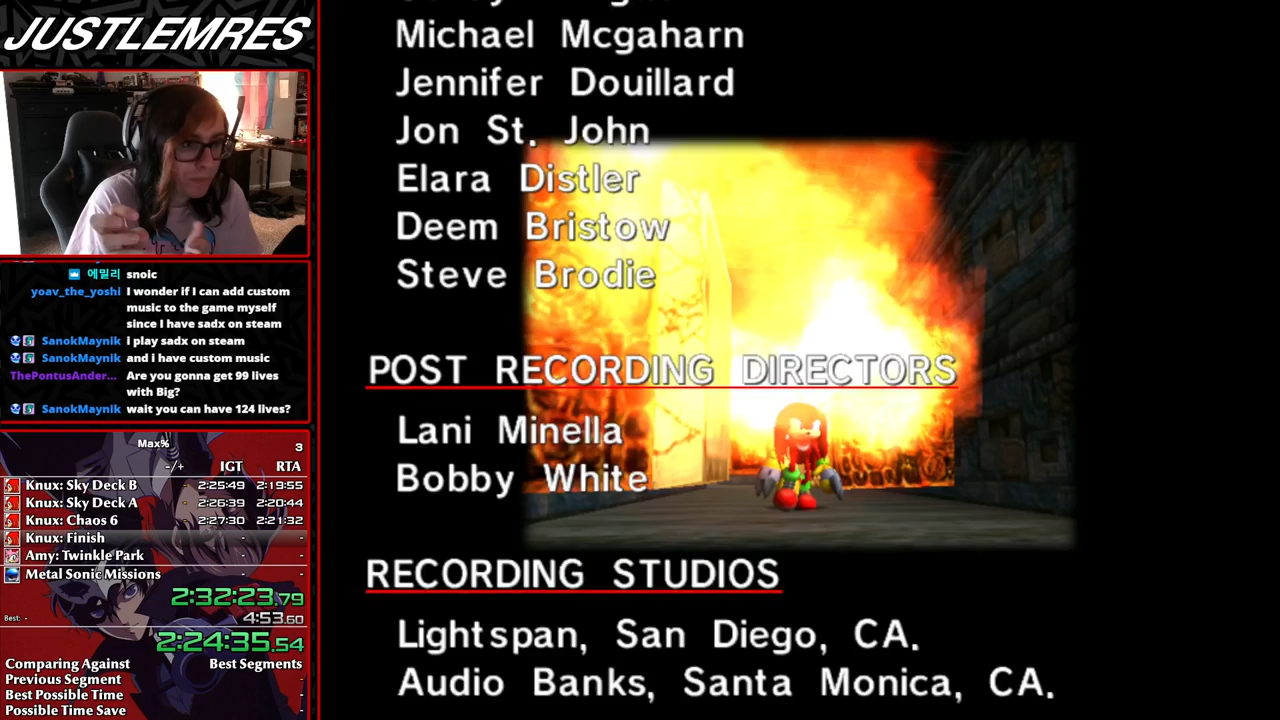 JUSTLEMRES
에밀리 snoic
yoav_the_yoshi I wonder if I can add custom
music to the game myself
since I have sadx on steam
SanokMaynik i play sadx on steam
SanokMaynik and i have custom music
ThePontusAnder... Are you gonna get 99 lives
with Big?
SanokMaynik wait you can have 124 lives?
Max% 3
-/+ IGT RTA
Knux: Sky Deck B - 2:25:49 2:19:55
Knux: Sky Deck A - 2:26:39 2:20:44
Knux: Chaos 6 - 2:27:30 2:21:32
Knux: Finish - -
Amy: Twinkle Park - -
Metal Sonic Missions - -
2:32:23.79
Best: - 4:53.60
2:24:35.54
Comparing Against Best Segments
Previous Segment -
Best Possible Time -
Possible Time Save -
Michael Mcgaharn
Jennifer Douillard
Jon St. John
Elara Distler
Deem Bristow
Steve Brodie
POST RECORDING DIRECTORS
Lani Minella
Bobby White
RECORDING STUDIOS
Lightspan, San Diego, CA.
Audio Banks, Santa Monica, CA.